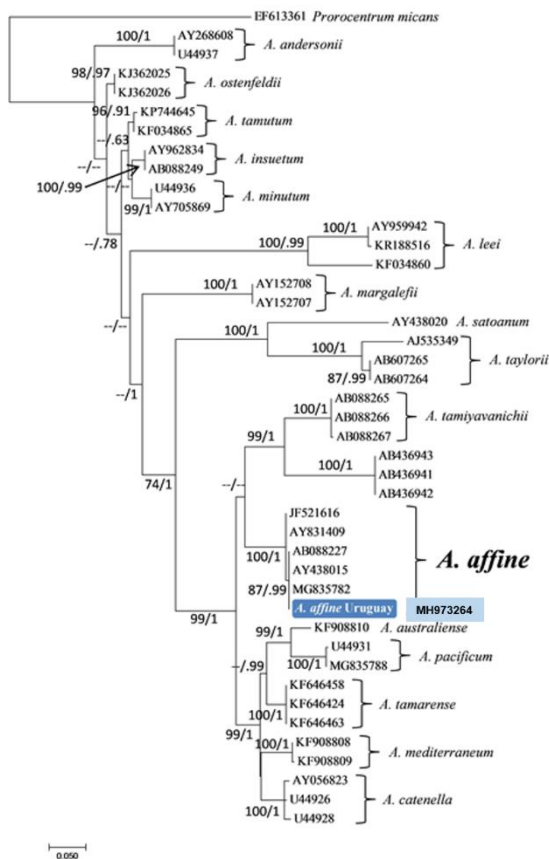 EF613361 Prorocentrum micans
100/1
AY268608
U44937
A. andersonii
98/.97
KJ362025
KJ362026
A. ostenfeldii
96/.91
KP744645
KF034865
A. tamutum
--/.63
--/--
AY962834
AB088249
A. insuetum
--/--
100/.99
U44936
AY705869
A. minutum
99/1
--/.78
100/1
AY959942
KR188516
KF034860
A. leei
100/.99
100/1
AY152708
AY152707
A. margalefii
--/--
AY438020 A. satoanum
100/1
AJ535349
AB607265
AB607264
A. taylorii
100/1
87/.99
--/1
AB088265
AB088266
AB088267
A. tamiyavanichii
100/1
99/1
AB436943
AB436941
AB436942
100/1
74/1
--/--
JF521616
AY831409
AB088227
AY438015
MG835782
A. affine Uruguay MH973264
A. affine
100/1
87/.99
99/1
KF908810 A. australiense
99/1
U44931
MG835788
A. pacificum
100/1
--/.99
KF646458
KF646424
KF646463
A. tamarense
100/1
99/1
KF908808
KF908809
A. mediterraneum
100/1
AY056823
U44926
U44928
A. catenella
100/1
0.050